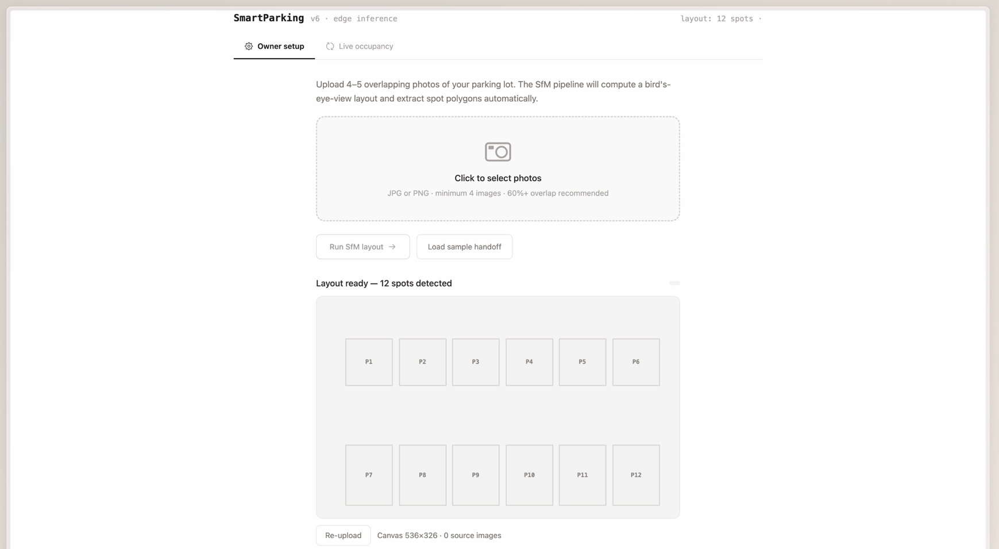 SmartParking v6 · edge inference
layout: 12 spots ·
Owner setup
Live occupancy
Upload 4–5 overlapping photos of your parking lot. The SfM pipeline will compute a bird's-
eye-view layout and extract spot polygons automatically.
Click to select photos
JPG or PNG · minimum 4 images · 60%+ overlap recommended
Run SfM layout →
Load sample handoff
Layout ready — 12 spots detected
P1
P2
P3
P4
P5
P6
P7
P8
P9
P10
P11
P12
Re-upload
Canvas 536×326 · 0 source images